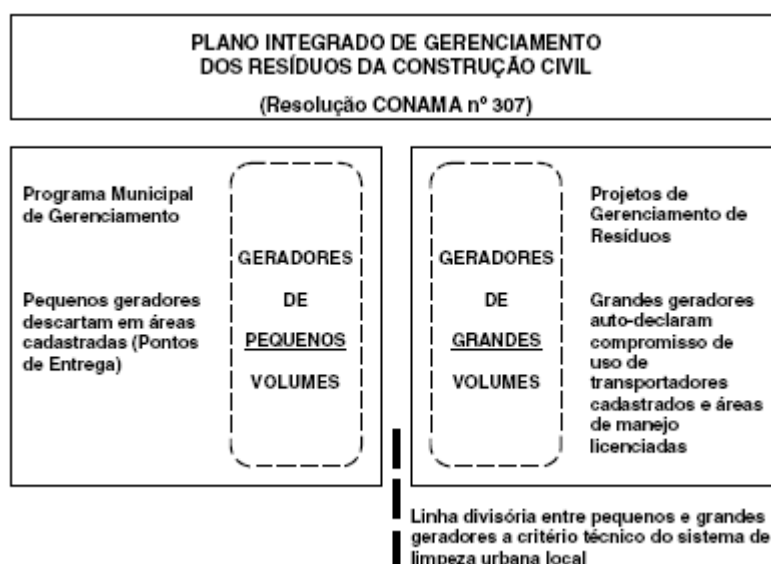 PLANO INTEGRADO DE GERENCIAMENTO
DOS RESÍDUOS DA CONSTRUÇÃO CIVIL
(Resolução CONAMA nº 307)
Programa Municipal
de Gerenciamento
Pequenos geradores
descartam em áreas
cadastradas (Pontos
de Entrega)
GERADORES
DE
PEQUENOS
VOLUMES
GERADORES
DE
GRANDES
VOLUMES
Projetos de
Gerenciamento de
Resíduos
Grandes geradores
auto-declaram
compromisso de
uso de
transportadores
cadastrados e áreas
de manejo
licenciadas
Linha divisória entre pequenos e grandes
geradores a critério técnico do sistema de
limpeza urbana local